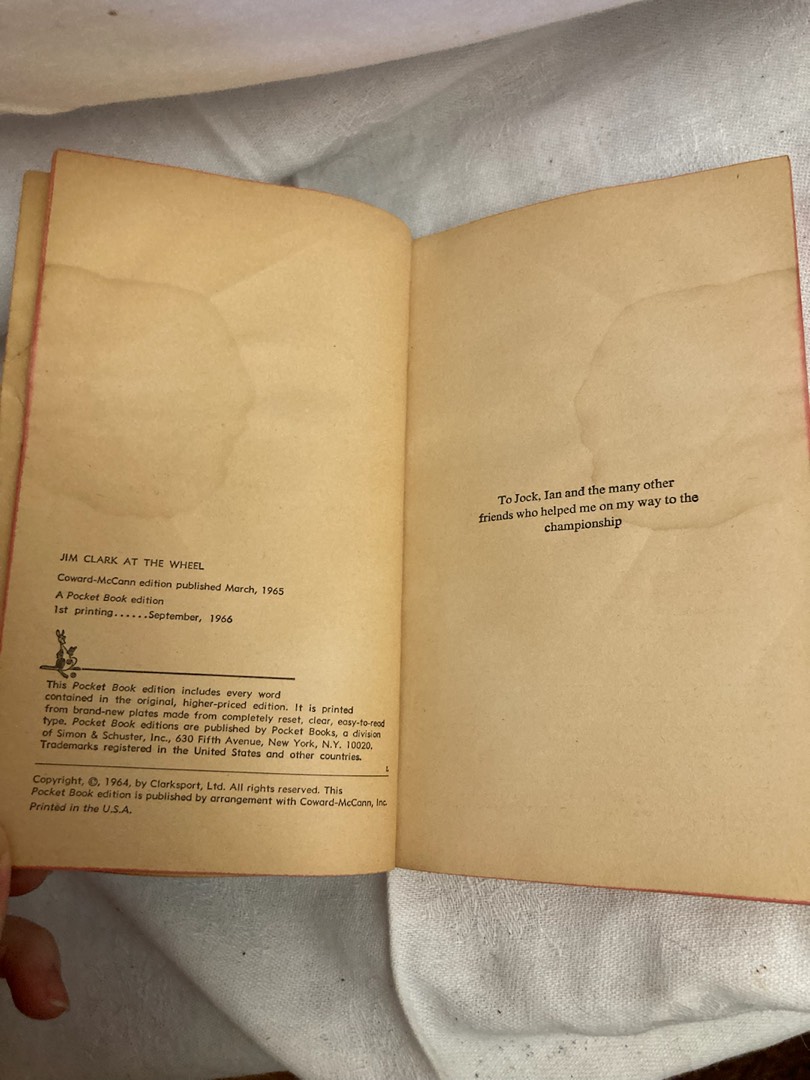 JIM CLARK AT THE WHEEL
Coward-McCann edition published March, 1965
A Pocket Book edition
1st printing......September, 1966
This Pocket Book edition includes every word
contained in the original, higher-priced edition. It is printed
from brand-new plates made from completely reset, clear, easy-to-read
type. Pocket Book editions are published by Pocket Books, a division
of Simon & Schuster, Inc., 630 Fifth Avenue, New York, N.Y. 10020.
Trademarks registered in the United States and other countries.
L
Copyright, ©, 1964, by Clarksport, Ltd. All rights reserved. This
Pocket Book edition is published by arrangement with Coward-McCann, Inc.
Printed in the U.S.A.
To Jock, Ian and the many other
friends who helped me on my way to the
championship